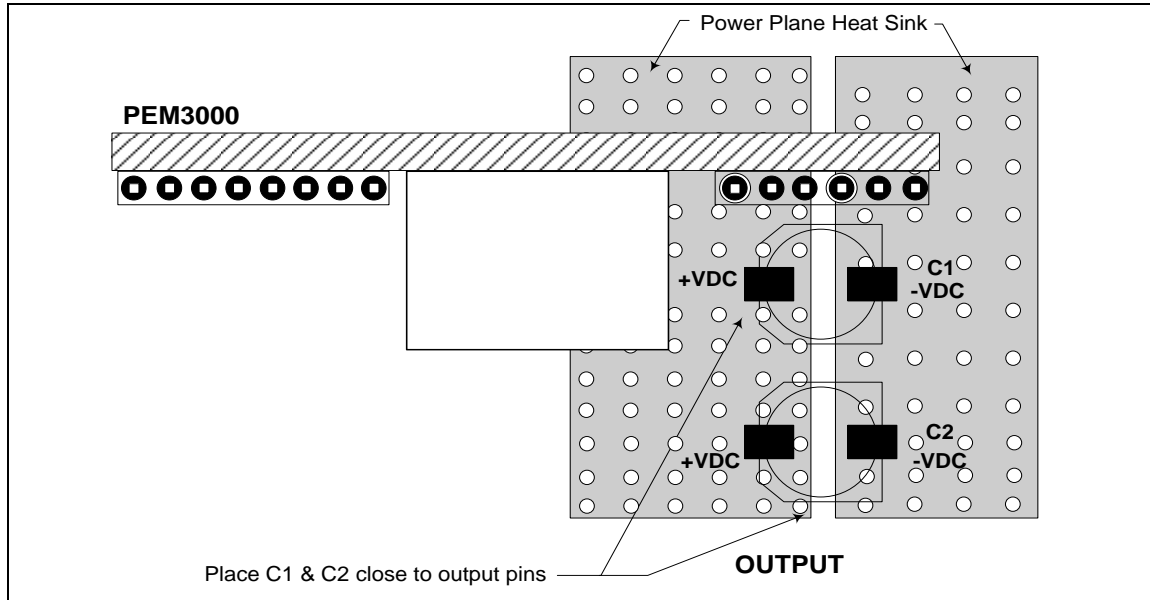 Power Plane Heat Sink
PEM3000
+VDC
C1
-VDC
+VDC
C2
-VDC
Place C1 & C2 close to output pins
OUTPUT